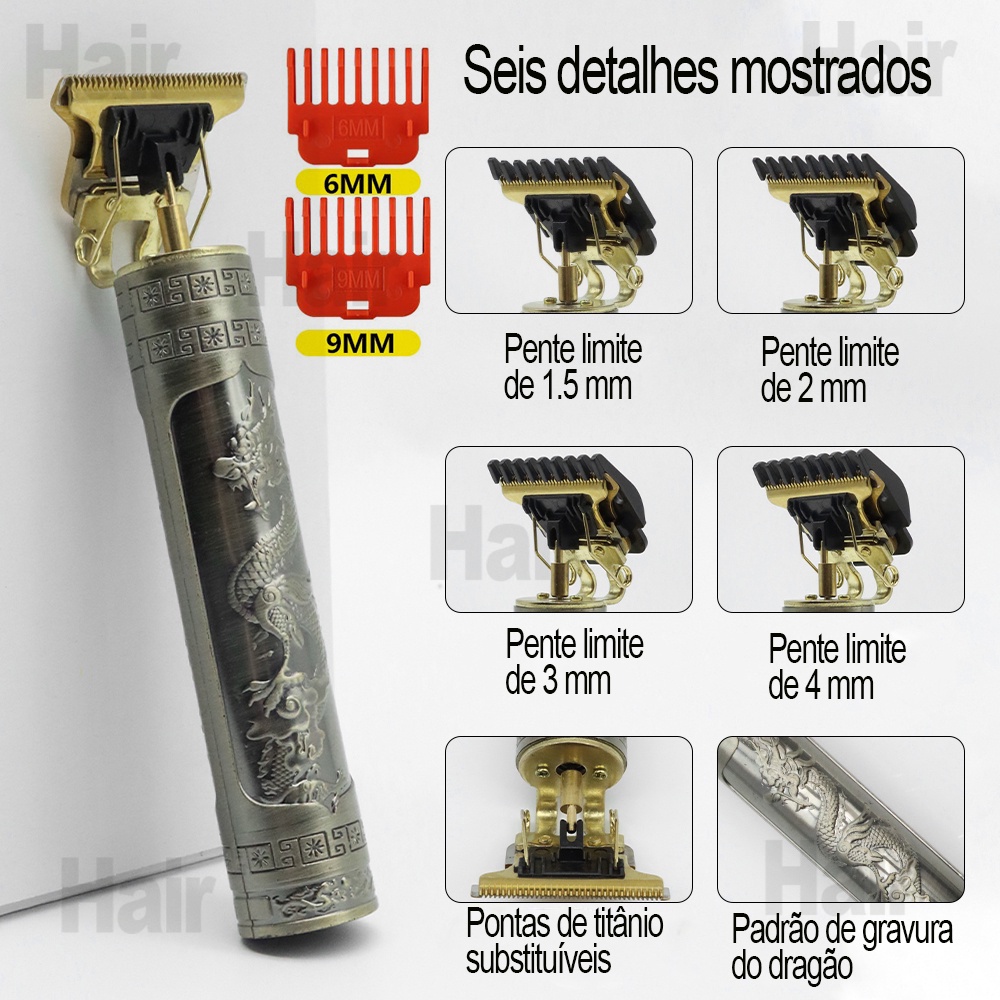 Hair
Hair
Seis detalhes mostrados
6MM
6MM
9MM
9MM
Hair
Pente limite
de 1.5 mm
Pente limite
de 2 mm
Hair
Pente limite
de 3 mm
Pente limite
de 4 mm
Hair
Hair
Pontas de titânio
substituíveis
Padrão de gravura
do dragão